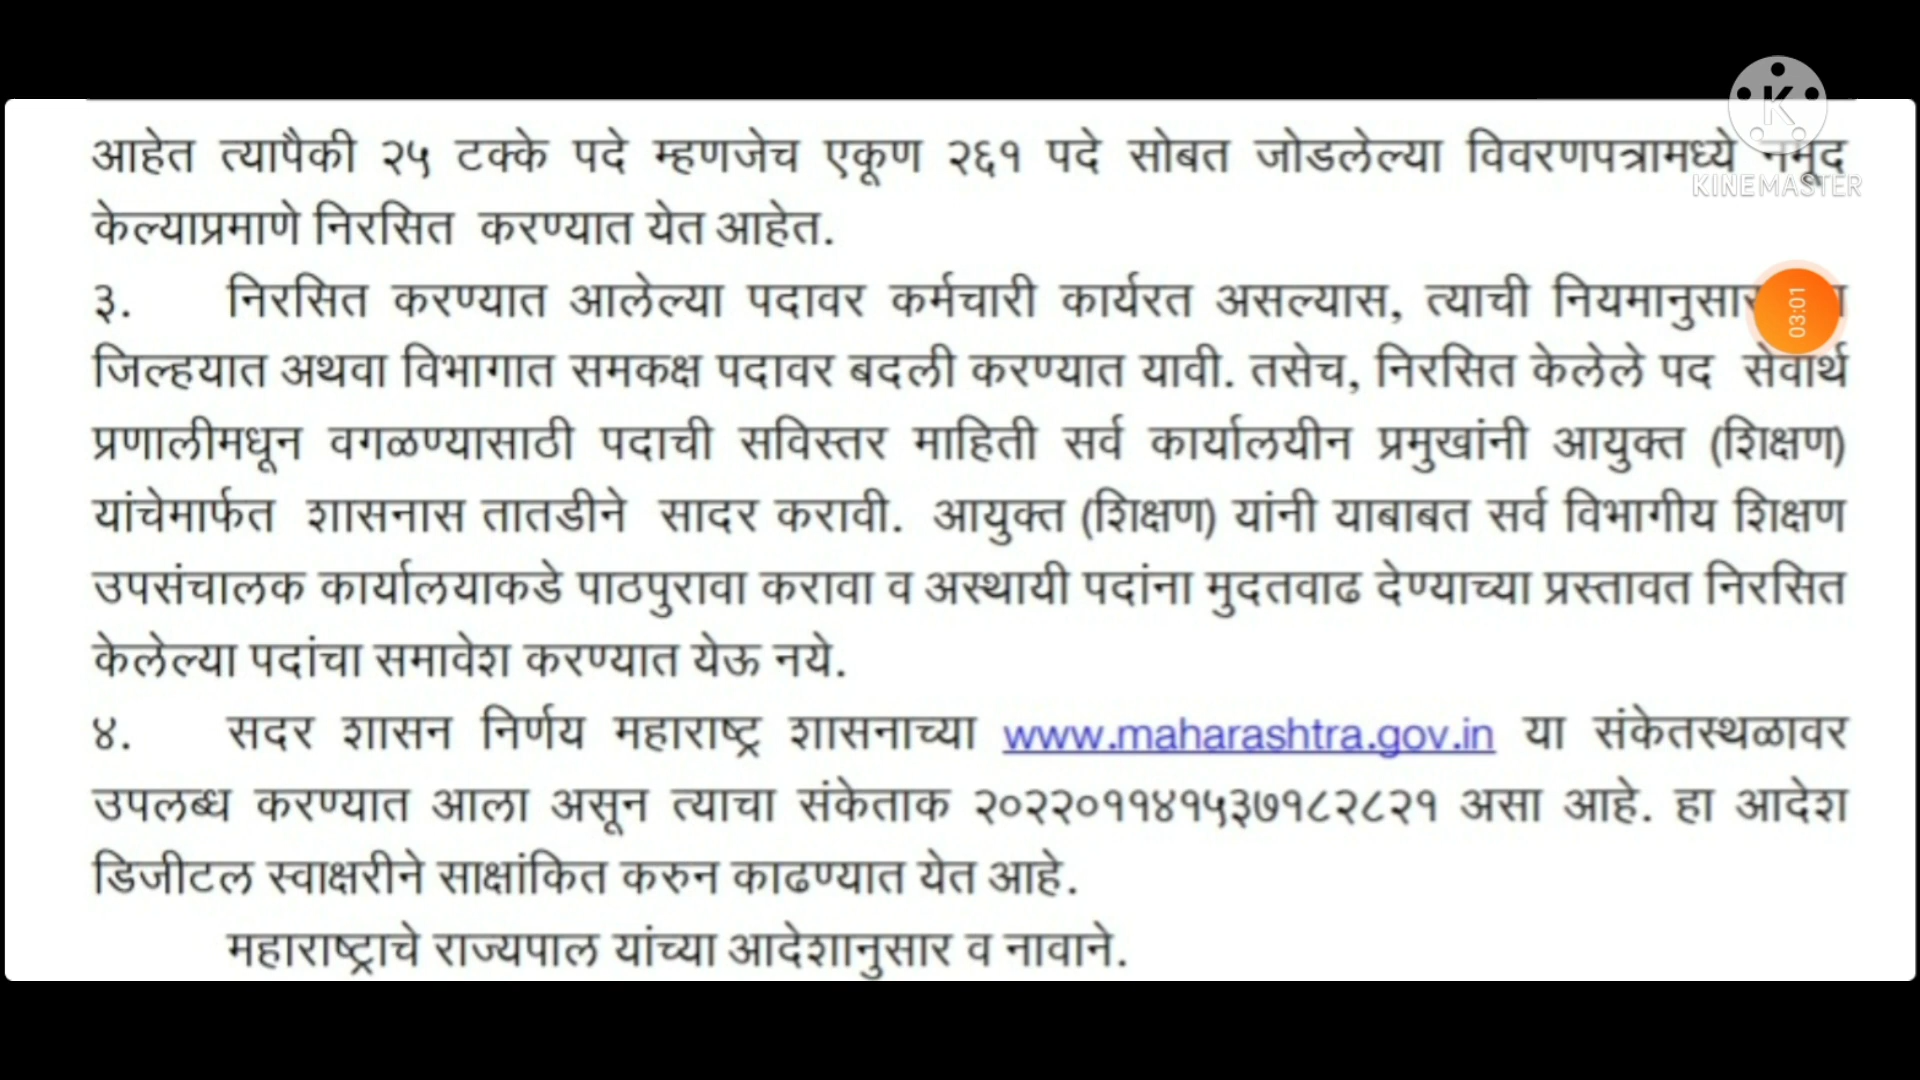 आहेत त्यापैकी २५ टक्के पदे म्हणजेच एकूण २६१ पदे सोबत जोडलेल्या विवरणपत्रामध्ये नमूद
KINEMASTER
केल्याप्रमाणे निरसित करण्यात येत आहेत.
३. निरसित करण्यात आलेल्या पदावर कर्मचारी कार्यरत असल्यास, त्याची नियमानुसार
03:01
जिल्हयात अथवा विभागात समकक्ष पदावर बदली करण्यात यावी. तसेच, निरसित केलेले पद सेवार्थ
प्रणालीमधून वगळण्यासाठी पदाची सविस्तर माहिती सर्व कार्यालयीन प्रमुखांनी आयुक्त (शिक्षण)
यांचेमार्फत शासनास तातडीने सादर करावी. आयुक्त (शिक्षण) यांनी याबाबत सर्व विभागीय शिक्षण
उपसंचालक कार्यालयाकडे पाठपुरावा करावा व अस्थायी पदांना मुदतवाढ देण्याच्या प्रस्तावत निरसित
केलेल्या पदांचा समावेश करण्यात येऊ नये.
४. सदर शासन निर्णय महाराष्ट्र शासनाच्या www.maharashtra.gov.in या संकेतस्थळावर
उपलब्ध करण्यात आला असून त्याचा संकेताक २०२२०११४१५३७१८२८२१ असा आहे. हा आदेश
डिजीटल स्वाक्षरीने साक्षांकित करुन काढण्यात येत आहे.
महाराष्ट्राचे राज्यपाल यांच्या आदेशानुसार व नावाने.